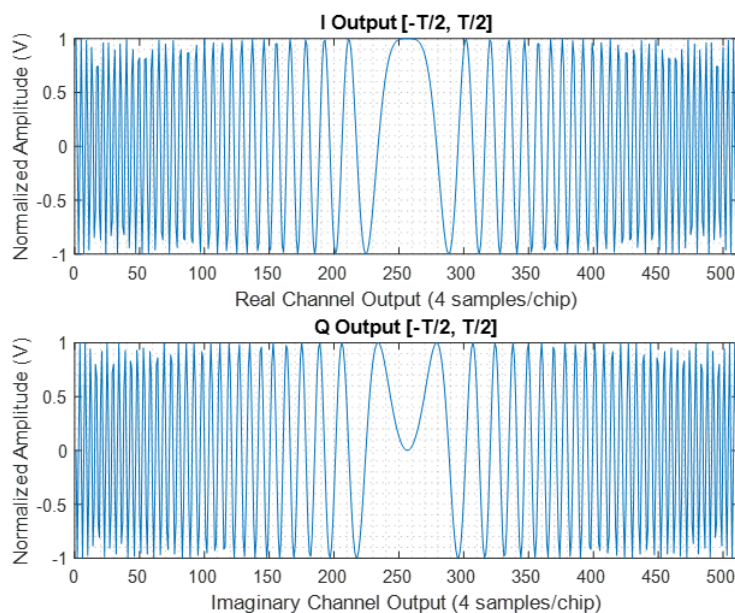 I Output [-T/2, T/2]
Normalized Amplitude (V)
1
0.5
0
-0.5
-1
0 50 100 150 200 250 300 350 400 450 500
Real Channel Output (4 samples/chip)
Q Output [-T/2, T/2]
Normalized Amplitude (V)
1
0.5
0
-0.5
-1
0 50 100 150 200 250 300 350 400 450 500
Imaginary Channel Output (4 samples/chip)